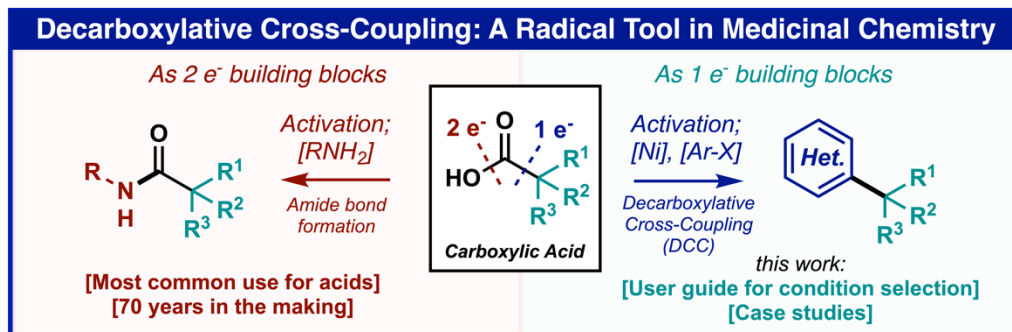 Decarboxylative Cross-Coupling: A Radical Tool in Medicinal Chemistry
As 2 e- building blocks
O
R
N
H
R1
R2
R3
Activation;
[RNH2]
Amide bond
formation
[Most common use for acids]
[70 years in the making]
2 e-
O
1 e-
HO
R1
R2
R3
Carboxylic Acid
As 1 e- building blocks
Activation;
[Ni], [Ar-X]
Decarboxylative
Cross-Coupling
(DCC)
Het.
R1
R2
R3
this work:
[User guide for condition selection]
[Case studies]